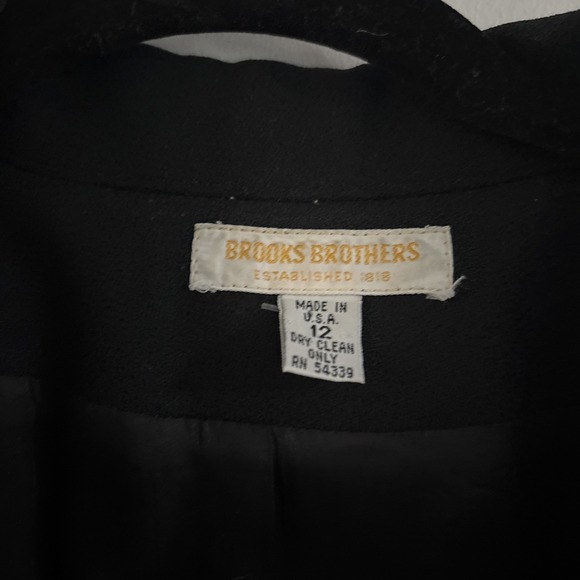 BROOKS BROTHERS
ESTABLISHED 1818
MADE IN
U.S.A.
12
DRY CLEAN
ONLY
RN 54339